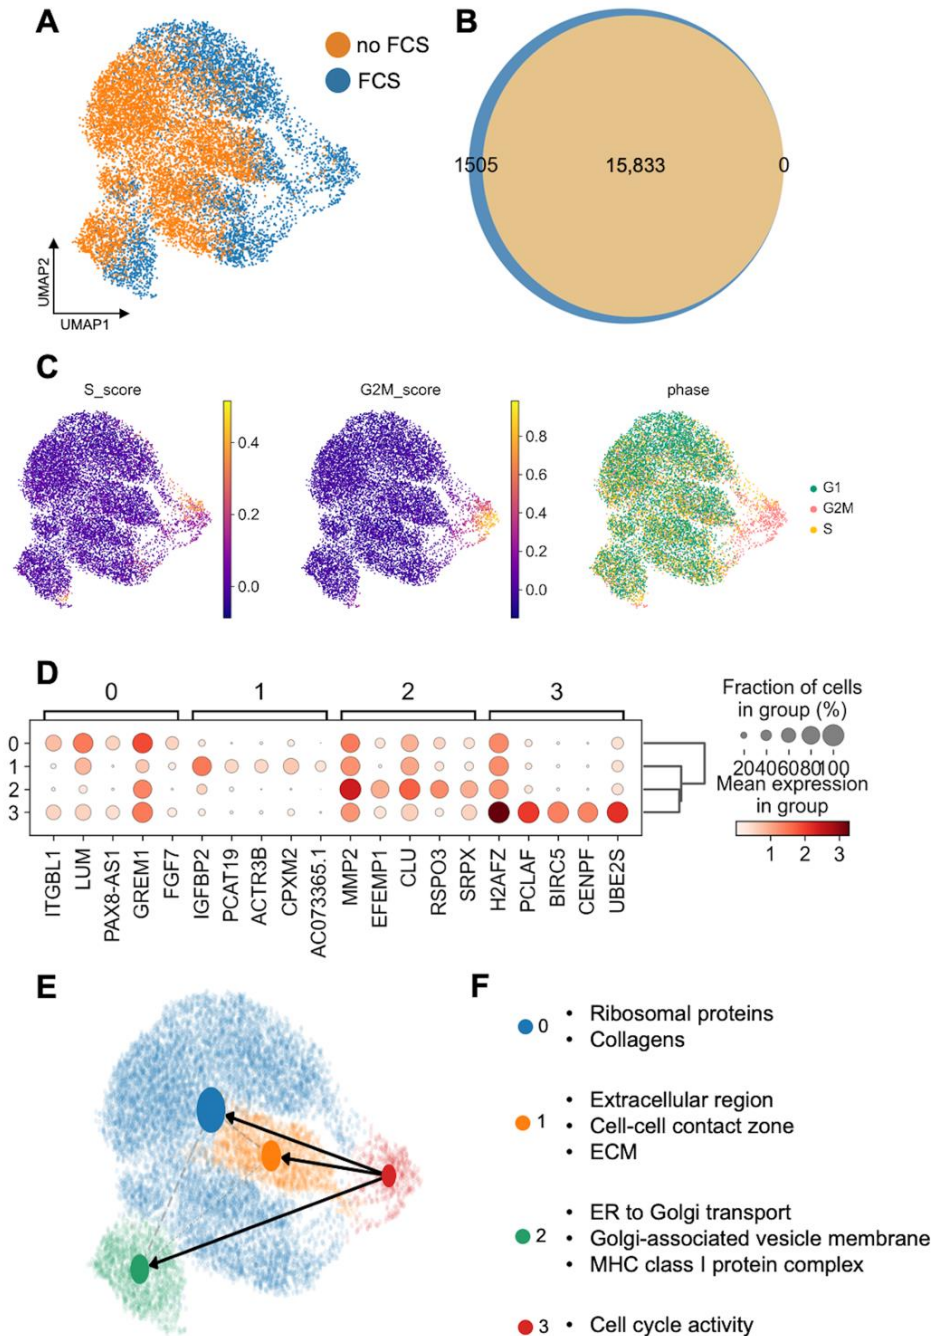 A
no FCS
FCS
UMAP2
UMAP1
B
1505
15,833
0
C
S_score
0.4
0.2
0.0
G2M_score
0.8
0.6
0.4
0.2
0.0
phase
G1
G2M
S
D
0 1 2 3
0
1
2
3
ITGBL1
LUM
PAX8-AS1
GREM1
FGF7
IGFBP2
PCAT19
ACTR3B
CPXM2
AC073365.1
MMP2
EFEMP1
CLU
RSPO3
SRPX
H2AFZ
PCLAF
BIRC5
CENPF
UBE2S
Fraction of cells
in group (%)
20406080100
Mean expression
in group
1 2 3
E
F
0
• Ribosomal proteins
• Collagens
1
• Extracellular region
• Cell-cell contact zone
• ECM
2
• ER to Golgi transport
• Golgi-associated vesicle membrane
• MHC class I protein complex
3
• Cell cycle activity